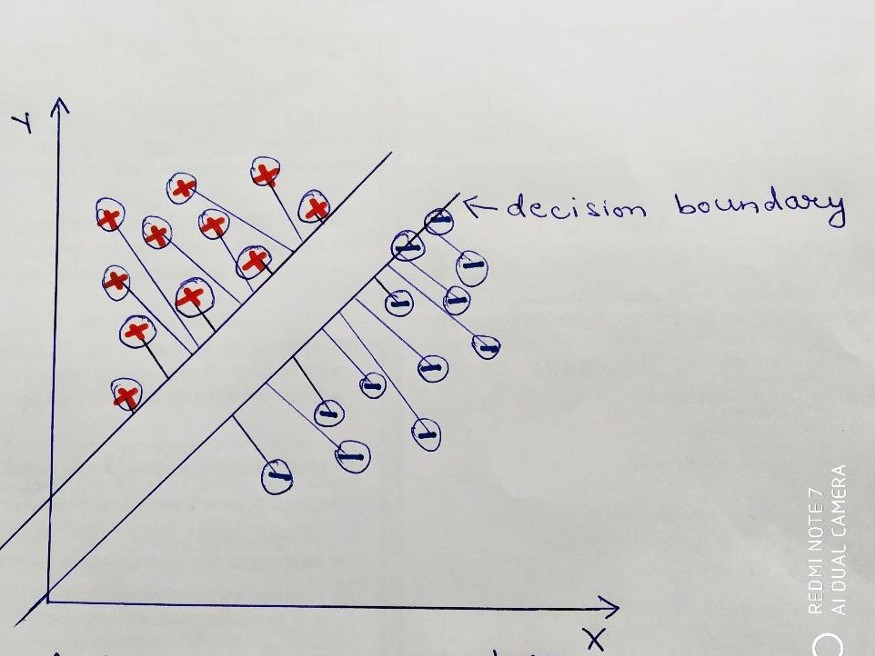 Y
← decision boundary
X
REDMI NOTE 7
AI DUAL CAMERA